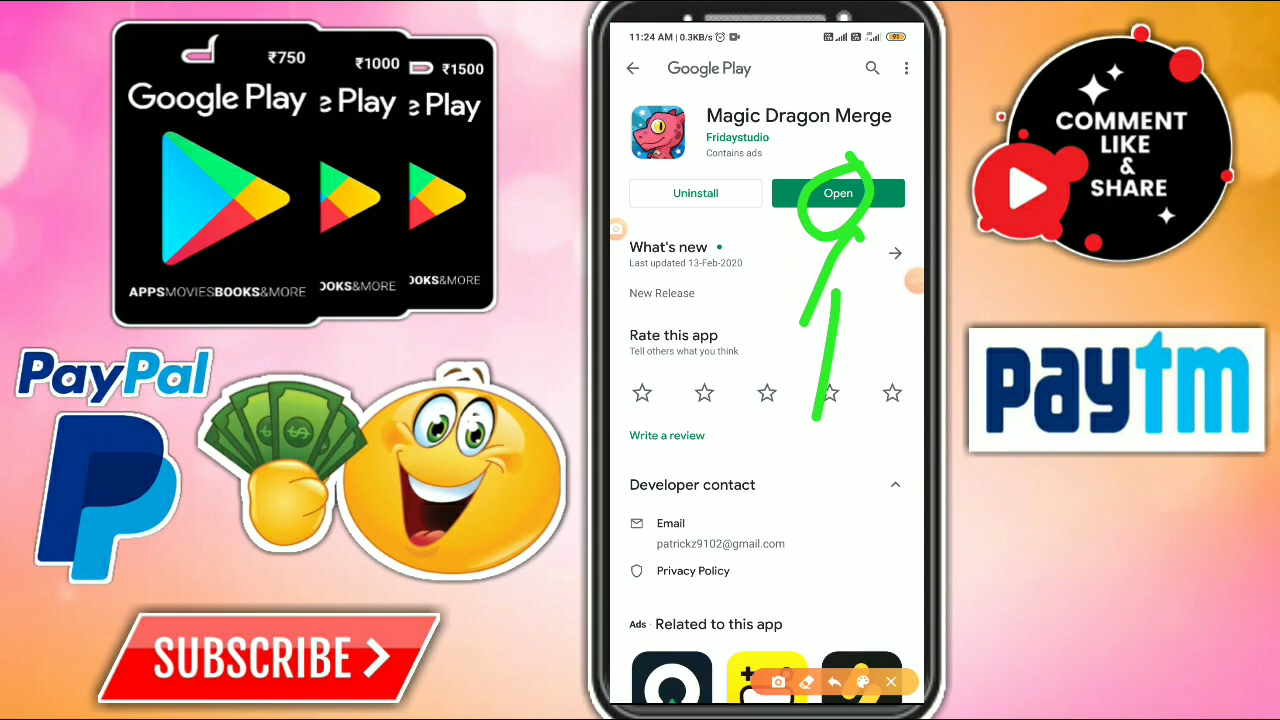 ₹750
Google Play
APPSMOVIESBOOKS&MORE
₹1000
e Play
OOKS&MORE
₹1500
e Play
OOKS&MORE
PayPal
SUBSCRIBE
11:24 AM | 0.3KB/s
91
Google Play
Magic Dragon Merge
Fridaystudio
Contains ads
Uninstall
Open
What's new
Last updated 13-Feb-2020
New Release
Rate this app
Tell others what you think
Write a review
Developer contact
Email
patrickz9102@gmail.com
Privacy Policy
Ads · Related to this app
COMMENT
LIKE
&
SHARE
paytm